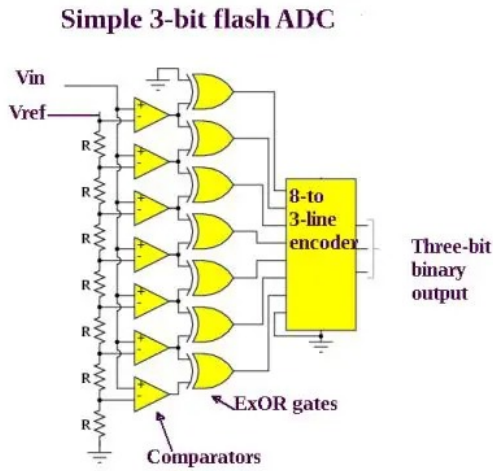 Simple 3-bit flash ADC
Vin
Vref
+
-
R
+
-
R
+
-
R
+
-
R
+
-
R
+
-
R
+
-
R
8-to
3-line
encoder
Three-bit
binary
output
ExOR gates
Comparators